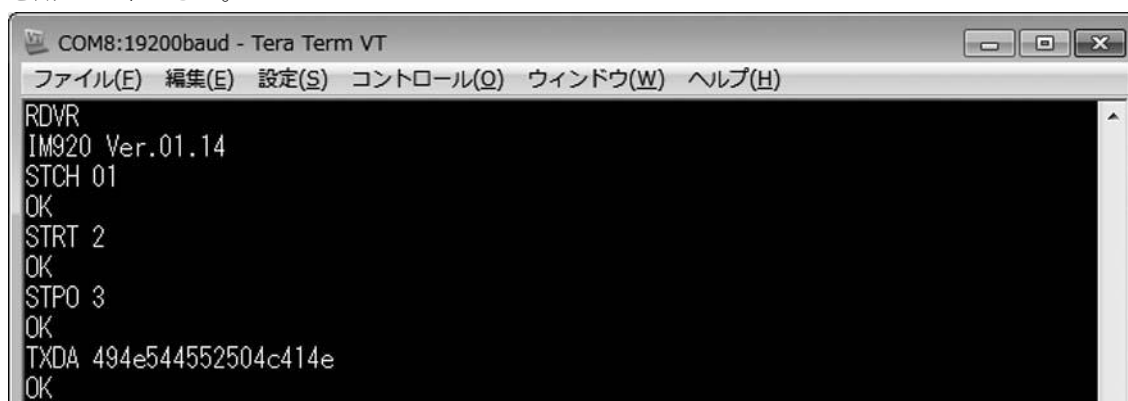 COM8:19200baud - Tera Term VT
ファイル(F) 編集(E) 設定(S) コントロール(O) ウィンドウ(W) ヘルプ(H)
RDVR
IM920 Ver.01.14
STCH 01
OK
STRT 2
OK
STPO 3
OK
TXDA 494e544552504c414e
OK